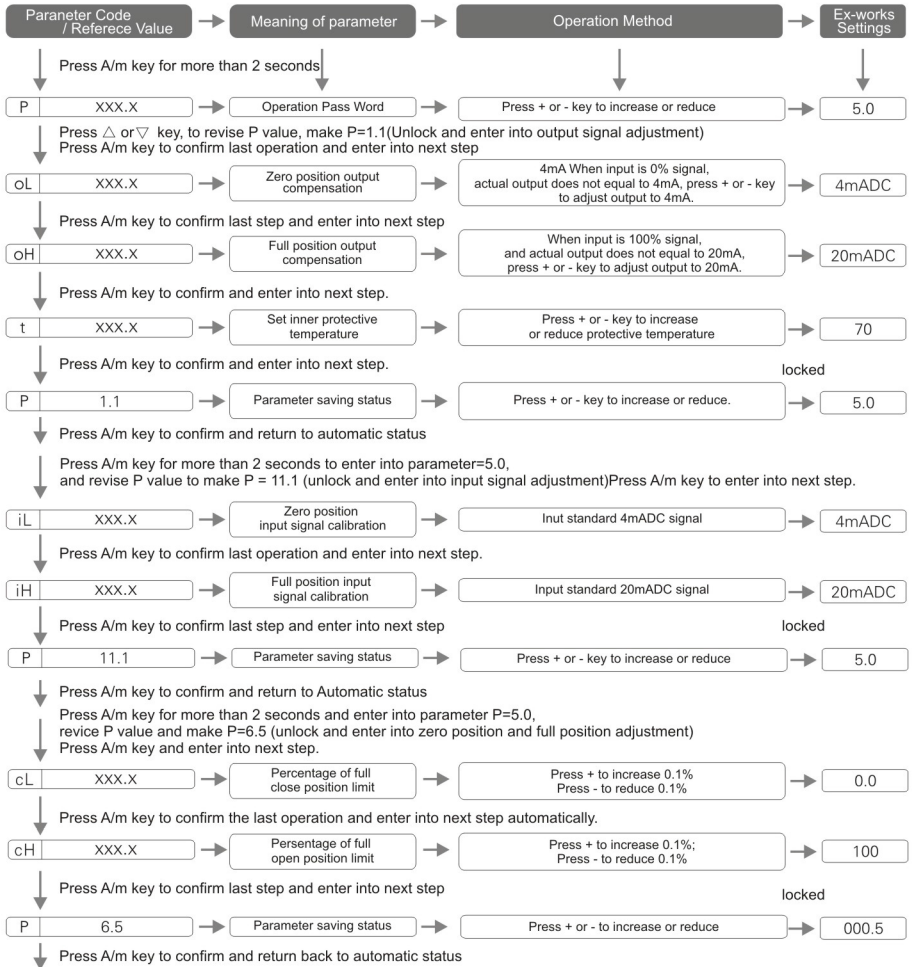 Paraneter Code / Referece Value
Meaning of parameter
Operation Method
Ex-works Settings
Press A/m key for more than 2 seconds
P XXX.X
Operation Pass Word
Press + or - key to increase or reduce
5.0
Press △ or▽ key, to revise P value, make P=1.1(Unlock and enter into output signal adjustment)
Press A/m key to confirm last operation and enter into next step
oL XXX.X
Zero position output
compensation
4mA When input is 0% signal,
actual output does not equal to 4mA, press + or - key
to adjust output to 4mA.
4mADC
Press A/m key to confirm last step and enter into next step
oH XXX.X
Full position output
compensation
When input is 100% signal,
and actual output does not equal to 20mA,
press + or - key to adjust output to 20mA.
20mADC
Press A/m key to confirm and enter into next step.
t XXX.X
Set inner protective
temperature
Press + or - key to increase
or reduce protective temperature
70
Press A/m key to confirm and enter into next step.
locked
P 1.1
Parameter saving status
Press + or - key to increase or reduce.
5.0
Press A/m key to confirm and return to automatic status
Press A/m key for more than 2 seconds to enter into parameter=5.0,
and revise P value to make P = 11.1 (unlock and enter into input signal adjustment)Press A/m key to enter into next step.
iL XXX.X
Zero position
input signal calibration
Inut standard 4mADC signal
4mADC
Press A/m key to confirm last operation and enter into next step.
iH XXX.X
Full position input
signal calibration
Input standard 20mADC signal
20mADC
Press A/m key to confirm last step and enter into next step
locked
P 11.1
Parameter saving status
Press + or - key to increase or reduce
5.0
Press A/m key to confirm and return to Automatic status
Press A/m key for more than 2 seconds and enter into parameter P=5.0,
revice P value and make P=6.5 (unlock and enter into zero position and full position adjustment)
Press A/m key and enter into next step.
cL XXX.X
Percentage of full
close position limit
Press + to increase 0.1%
Press - to reduce 0.1%
0.0
Press A/m key to confirm the last operation and enter into next step automatically.
cH XXX.X
Persentage of full
open position limit
Press + to increase 0.1%;
Press - to reduce 0.1%
100
Press A/m key to confirm last step and enter into next step
locked
P 6.5
Parameter saving status
Press + or - to increase or reduce
000.5
Press A/m key to confirm and return back to automatic status